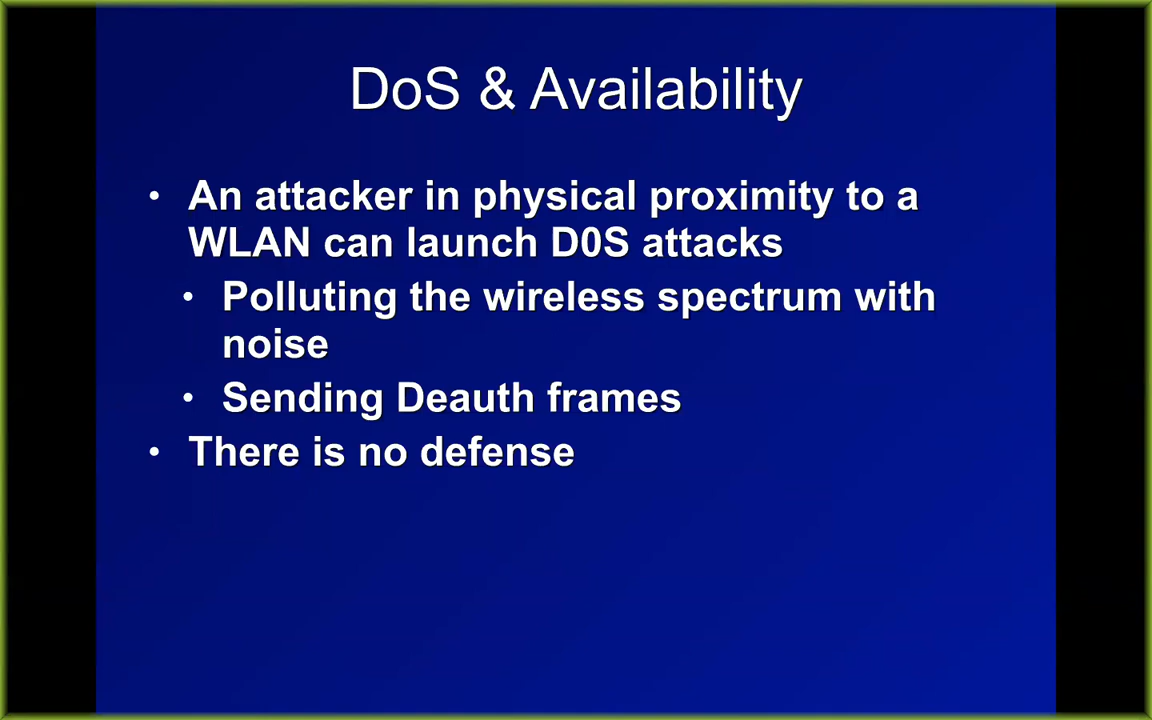 DoS & Availability
• An attacker in physical proximity to a
WLAN can launch D0S attacks
• Polluting the wireless spectrum with
noise
• Sending Deauth frames
• There is no defense